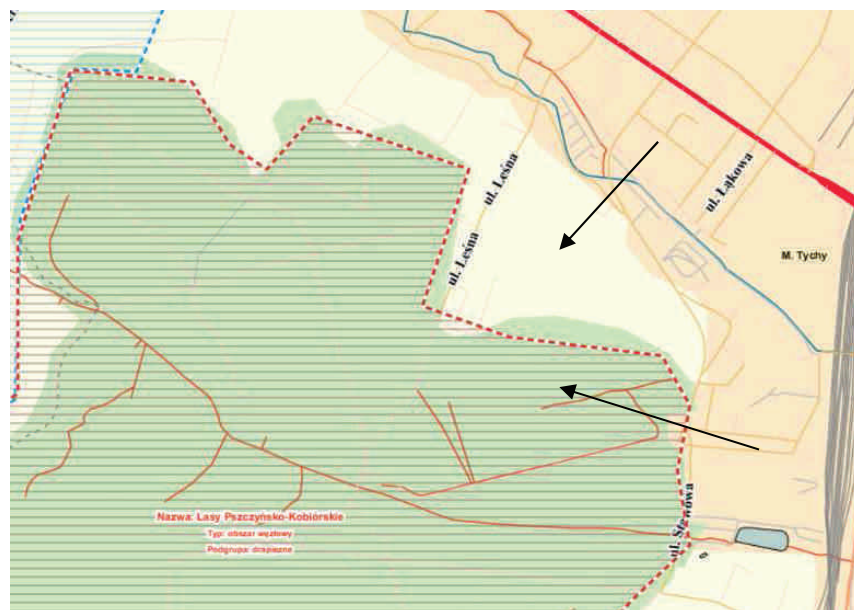 ul. Leśna
ul. Łąkowa
ul. Leśna
M. Tychy
Nazwa: Lasy Pszczyńsko-Kobiórskie
Typ: obszar węzłowy
Podgrupa: drapieżne
ul. Stawowa